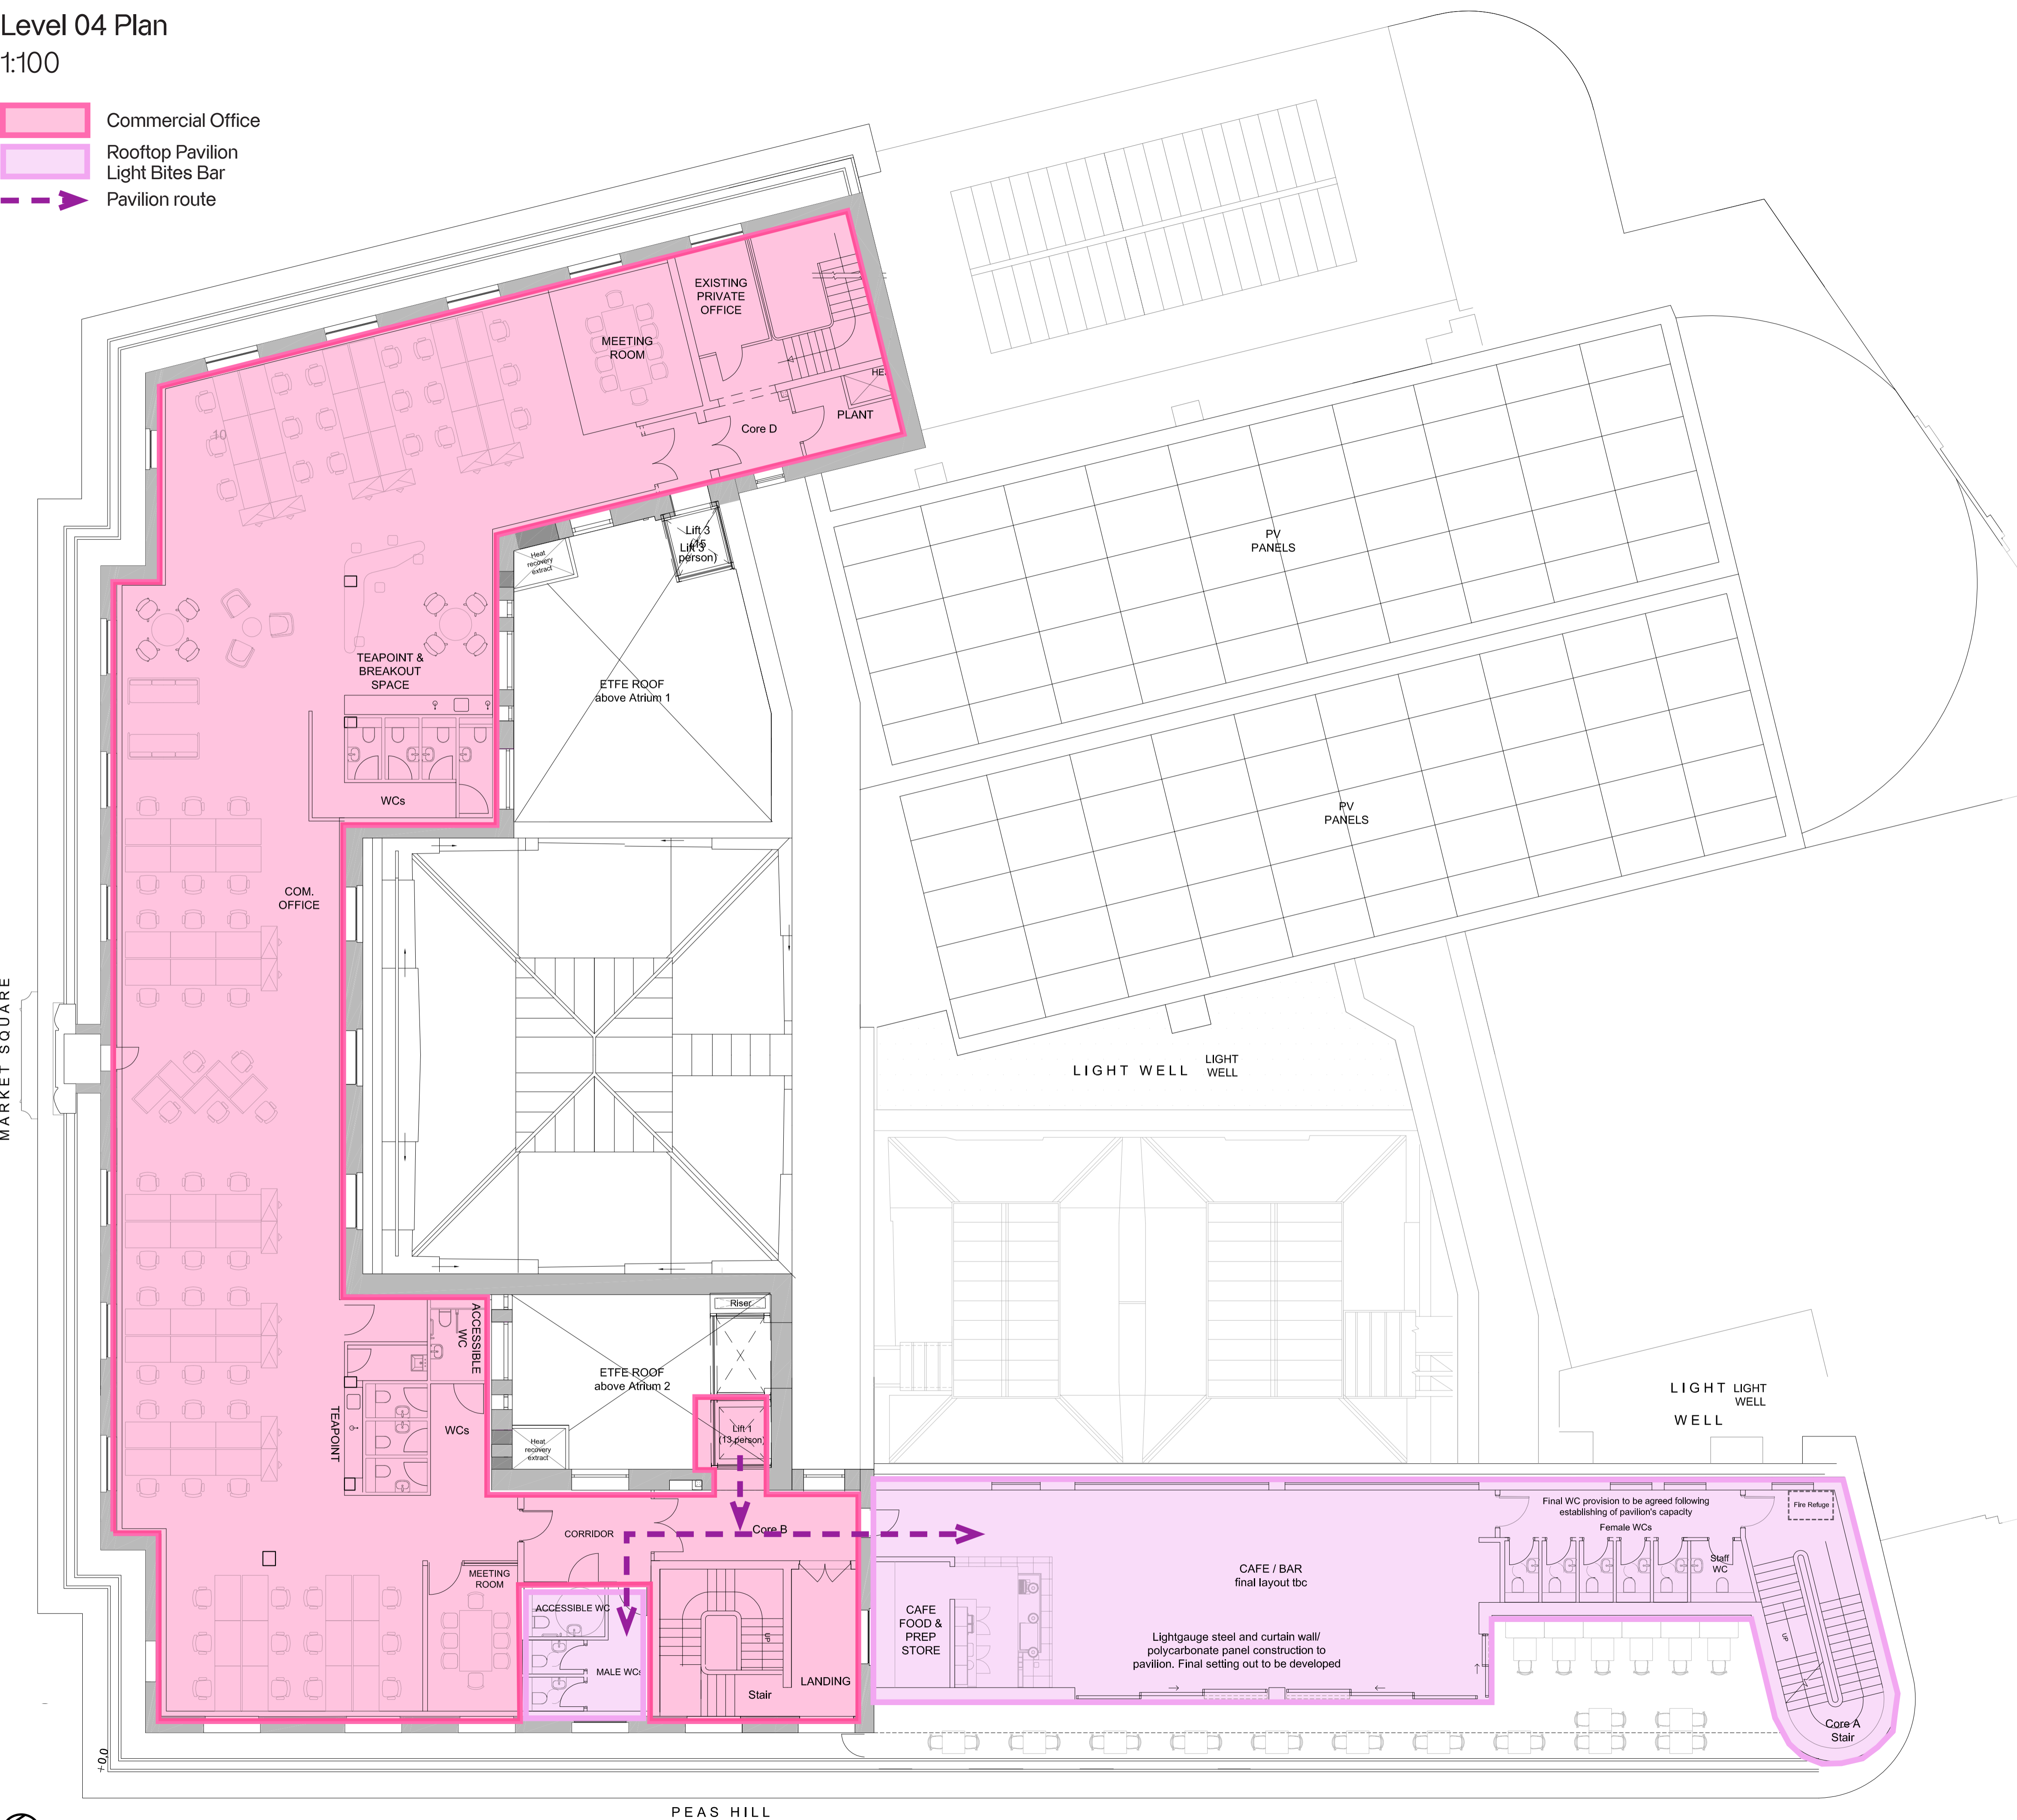 Level 04 Plan
1:100
Commercial Office
Rooftop Pavilion
Light Bites Bar
Pavilion route
EXISTING
PRIVATE
OFFICE
MEETING
ROOM
HE
PLANT
Core D
10
Lift 3
(15
Lift 3
person)
Heat
recovery
extract
PV
PANELS
TEAPOINT &
BREAKOUT
SPACE
ETFE ROOF
above Atrium 1
WCs
PV
PANELS
COM.
OFFICE
MARKET SQUARE
LIGHT WELL
LIGHT
WELL
Riser
ACCESSIBLE
WC
ETFE ROOF
above Atrium 2
LIGHT
WELL
LIGHT
WELL
TEAPOINT
WCs
Lift 1
(13 person)
Heat
recovery
extract
CORRIDOR
Core B
Final WC provision to be agreed following
establishing of pavilion's capacity
Female WCs
Fire Refuge
Staff
WC
MEETING
ROOM
CAFE / BAR
final layout tbc
ACCESSIBLE WC
CAFE
FOOD &
PREP
STORE
Lightgauge steel and curtain wall/
polycarbonate panel construction to
pavilion. Final setting out to be developed
UP
UP
MALE WCs
LANDING
Stair
Core A
Stair
+0.0
PEAS HILL